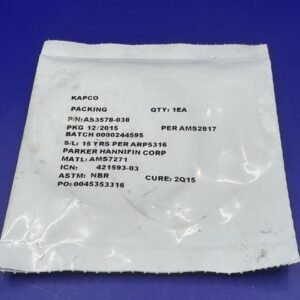 KAPCO
PACKING QTY: 1EA
P/N:AS3578-038
PKG 12/2015 PER AMS2817
BATCH 0080244595
S/L: 15 YRS PER ARP5316
PARKER HANNIFIN CORP
MATL: AMS7271
ICN: 421593-03
ASTM: NBR CURE: 2Q15
PO: 0045353316